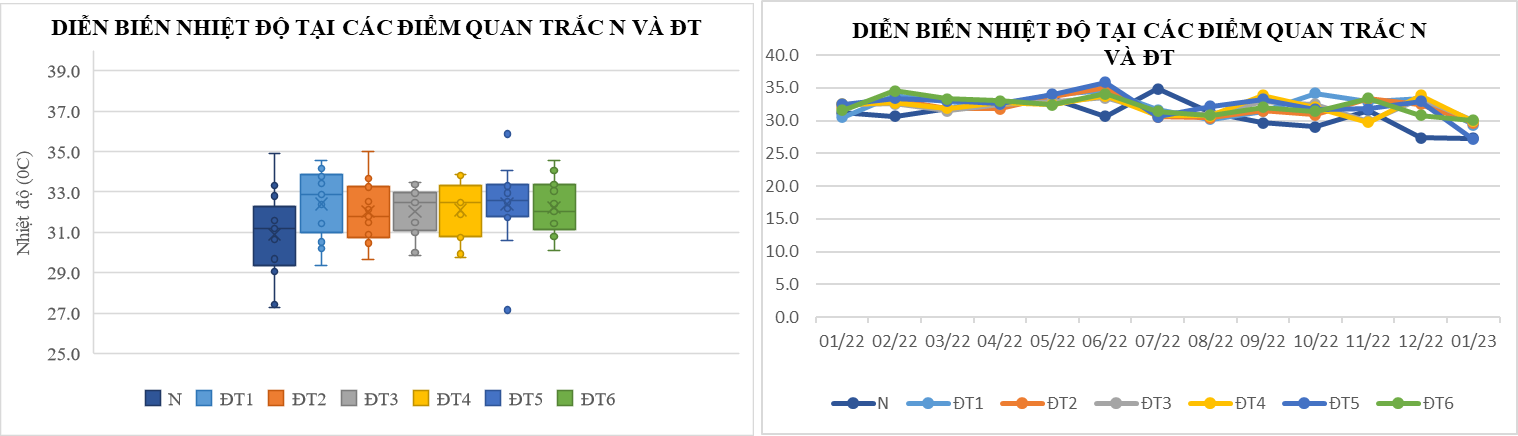 DIỄN BIẾN NHIỆT ĐỘ TẠI CÁC ĐIỂM QUAN TRẮC N VÀ ĐT
39.0
37.0
35.0
33.0
31.0
29.0
27.0
25.0
Nhiệt độ (0C)
N ĐT1 ĐT2 ĐT3 ĐT4 ĐT5 ĐT6
DIỄN BIẾN NHIỆT ĐỘ TẠI CÁC ĐIỂM QUAN TRẮC N
VÀ ĐT
40.0
35.0
30.0
25.0
20.0
15.0
10.0
5.0
0.0
01/22 02/22 03/22 04/22 05/22 06/22 07/22 08/22 09/22 10/22 11/22 12/22 01/23
N ĐT1 ĐT2 ĐT3 ĐT4 ĐT5 ĐT6